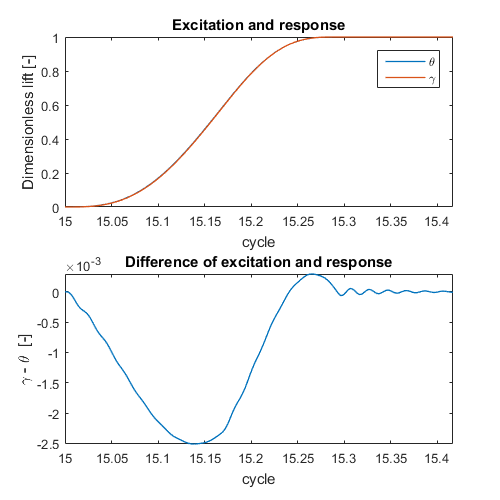 Excitation and response
Dimensionless lift [-]
1
0.8
0.6
0.4
0.2
0
θ
γ
15 15.05 15.1 15.15 15.2 15.25 15.3 15.35 15.4
cycle
Difference of excitation and response
×10⁻³
γ - θ [-]
0
-0.5
-1
-1.5
-2
-2.5
15 15.05 15.1 15.15 15.2 15.25 15.3 15.35 15.4
cycle